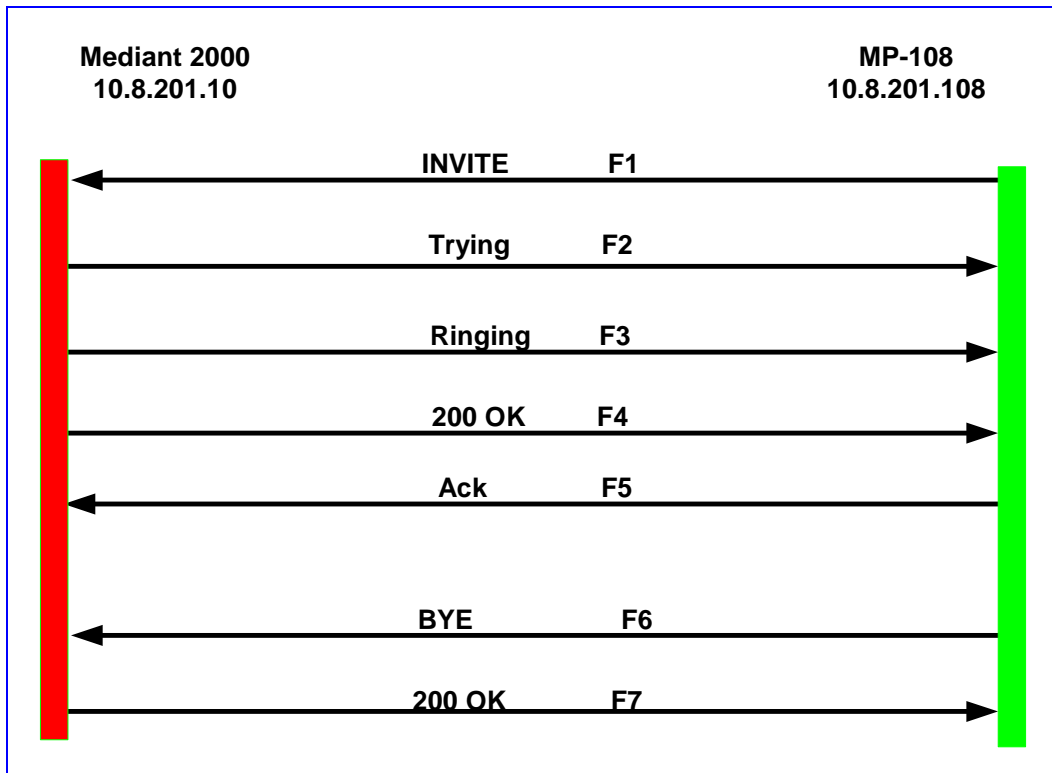 Mediant 2000
10.8.201.10
MP-108
10.8.201.108
INVITE F1
Trying F2
Ringing F3
200 OK F4
Ack F5
BYE F6
200 OK F7